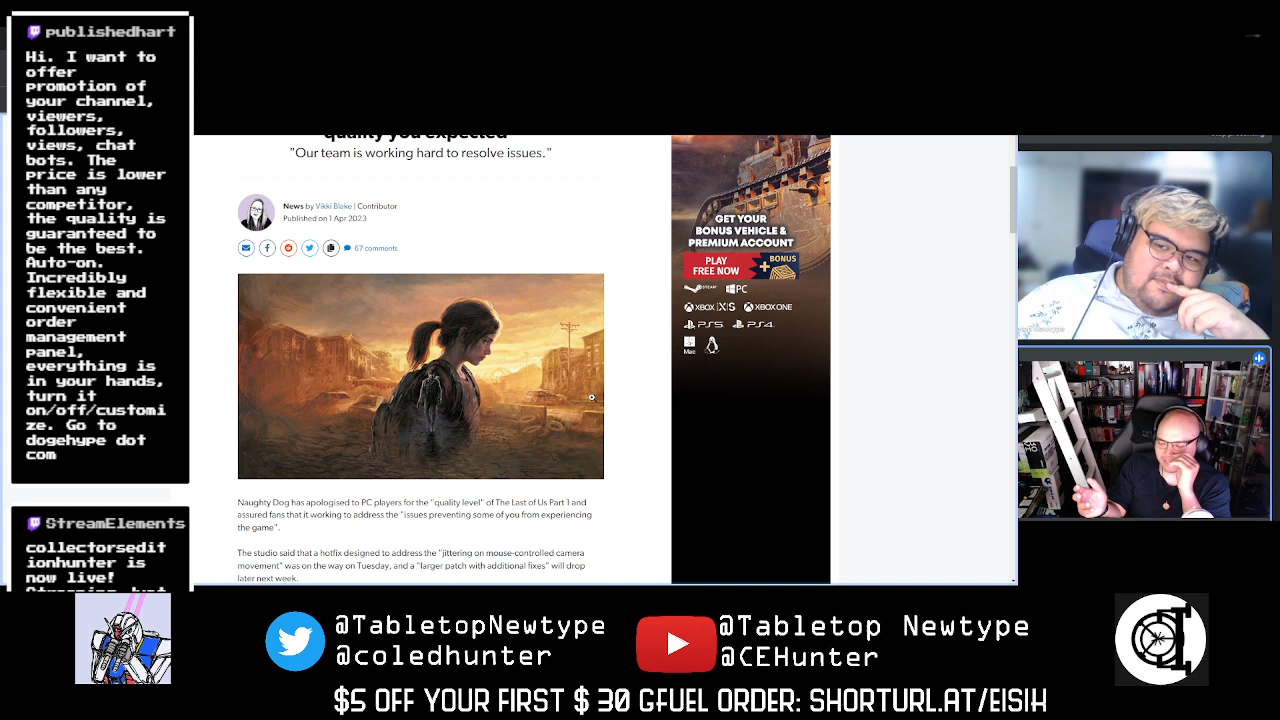 publishedhart
Hi. I want to
offer
promotion of
your channel,
viewers,
followers,
views, chat
bots. The
price is lower
than any
competitor,
the quality is
guaranteed to
be the best.
Auto-on.
Incredibly
flexible and
convenient
order
management
panel,
everything is
in your hands,
turn it
on/off/customi
ze. Go to
dogehype dot
com
StreamElements
collectorsedit
ionhunter is
now live!
quality you expected"
"Our team is working hard to resolve issues."
News by Vikki Blake | Contributor
Published on 1 Apr 2023
67 comments
Naughty Dog has apologised to PC players for the "quality level" of The Last of Us Part 1 and
assured fans that it working to address the "issues preventing some of you from experiencing
the game".
The studio said that a hotfix designed to address the "jittering on mouse-controlled camera
movement" was on the way on Tuesday, and a "larger patch with additional fixes" will drop
later next week.
GET YOUR
BONUS VEHICLE &
PREMIUM ACCOUNT
PLAY
FREE NOW
+ BONUS
STEAM PC
XBOX X|S XBOX ONE
PS5 PS4
Mac
Newtype
@TabletopNewtype
@coledhunter
@Tabletop Newtype
@CEHunter
$5 OFF YOUR FIRST $ 30 GFUEL ORDER: SHORTURL.AT/EISIH